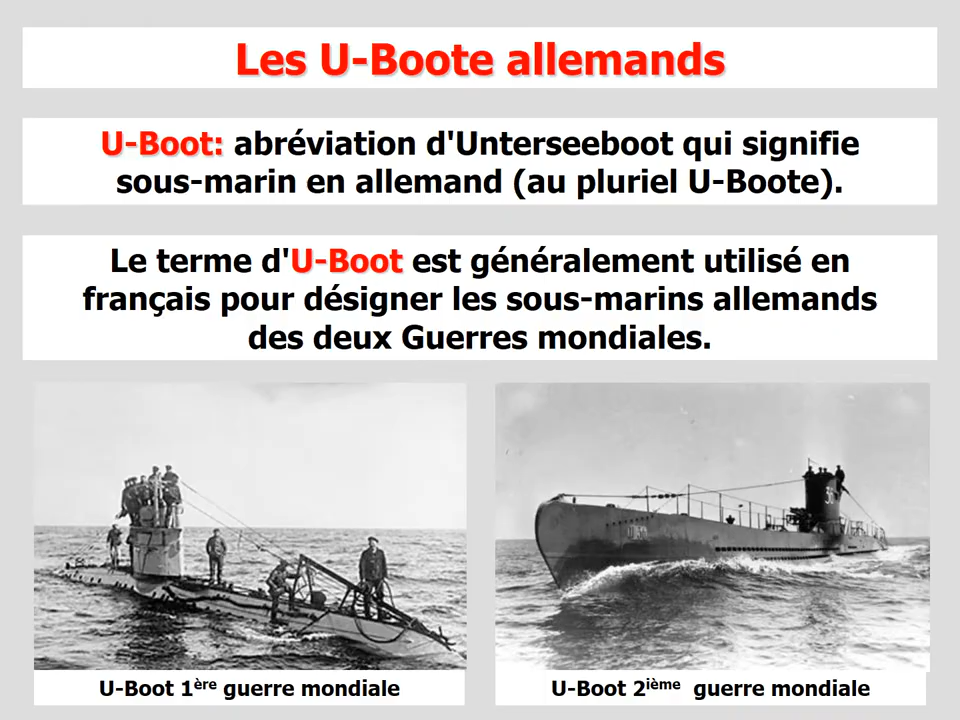 Les U-Boote allemands
U-Boot: abréviation d'Unterseeboot qui signifie
sous-marin en allemand (au pluriel U-Boote).
Le terme d'U-Boot est généralement utilisé en
français pour désigner les sous-marins allemands
des deux Guerres mondiales.
U-Boot 1ère guerre mondiale
U-Boot 2ième guerre mondiale